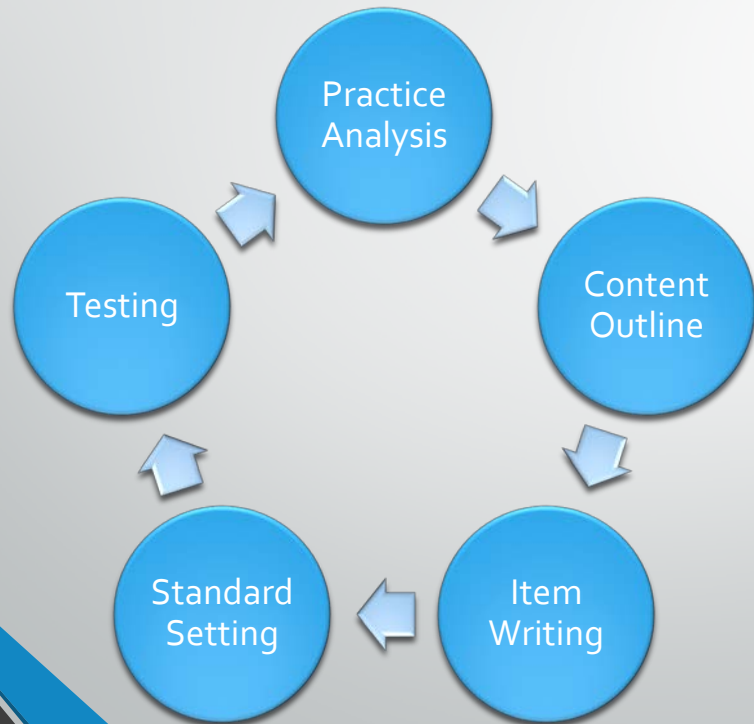 Practice
Analysis
Content
Outline
Item
Writing
Standard
Setting
Testing